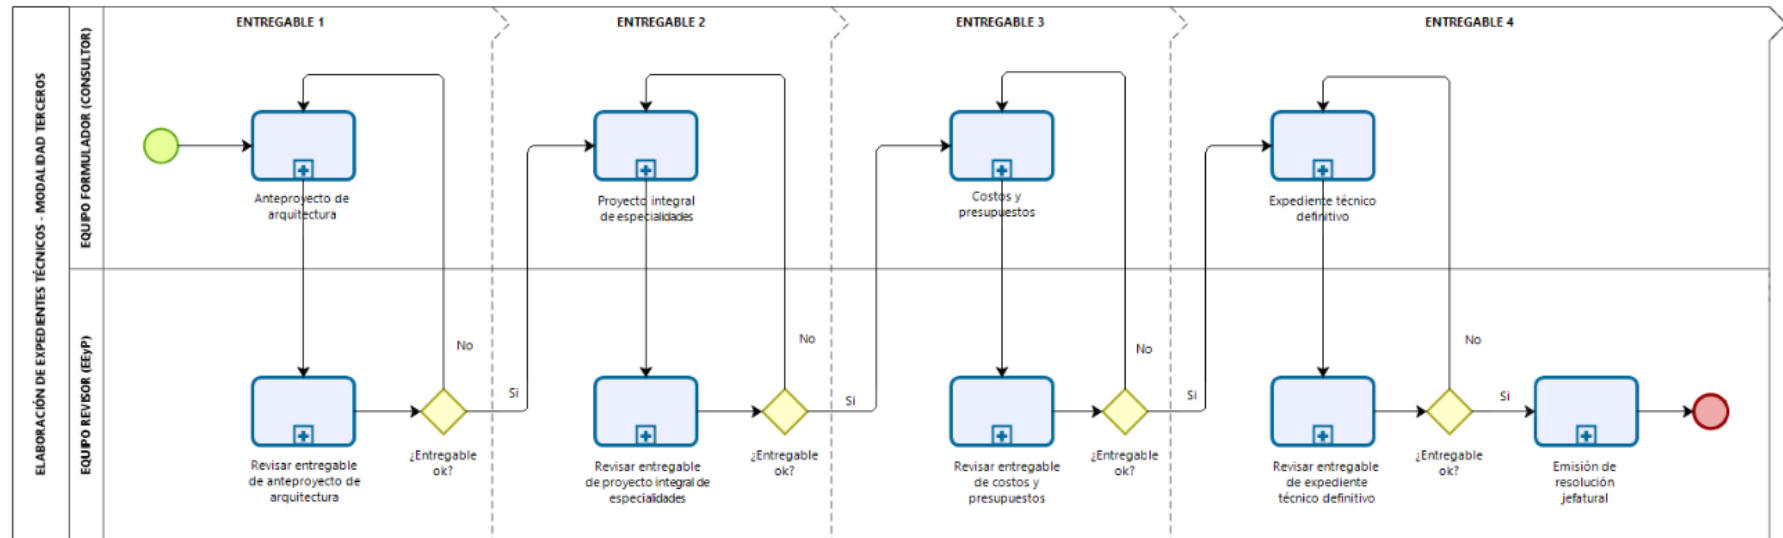 ENTREGABLE 1
ENTREGABLE 2
ENTREGABLE 3
ENTREGABLE 4
ELABORACIÓN DE EXPEDIENTES TÉCNICOS - MODALIDAD TERCEROS
EQUIPO FORMULADOR (CONSULTOR)
Anteproyecto de
arquitectura
Proyecto integral
de especialidades
Costos y
presupuestos
Expediente técnico
definitivo
EQUIPO REVISOR (EEyP)
No
No
No
No
Si
Si
Si
Si
Revisar entregable
de anteproyecto de
arquitectura
¿Entregable
ok?
Revisar entregable
de proyecto integral de
especialidades
¿Entregable
ok?
Revisar entregable
de costos y
presupuestos
¿Entregable
ok?
Revisar entregable
de expediente
técnico definitivo
¿Entregable
ok?
Emisión de
resolución
jefatural